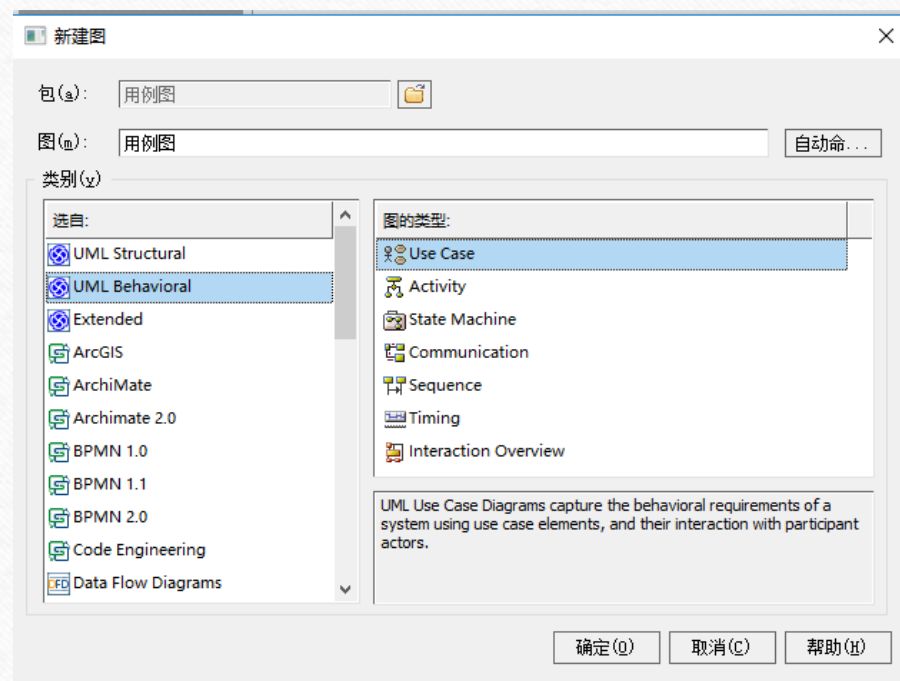 新建图
包(a): 用例图
图(m): 用例图 自动命...
类别(y)
选自:
UML Structural
UML Behavioral
Extended
ArcGIS
ArchiMate
Archimate 2.0
BPMN 1.0
BPMN 1.1
BPMN 2.0
Code Engineering
CFD Data Flow Diagrams
图的类型:
Use Case
Activity
State Machine
Communication
Sequence
Timing
Interaction Overview
UML Use Case Diagrams capture the behavioral requirements of a
system using use case elements, and their interaction with participant
actors.
确定(O) 取消(C) 帮助(H)